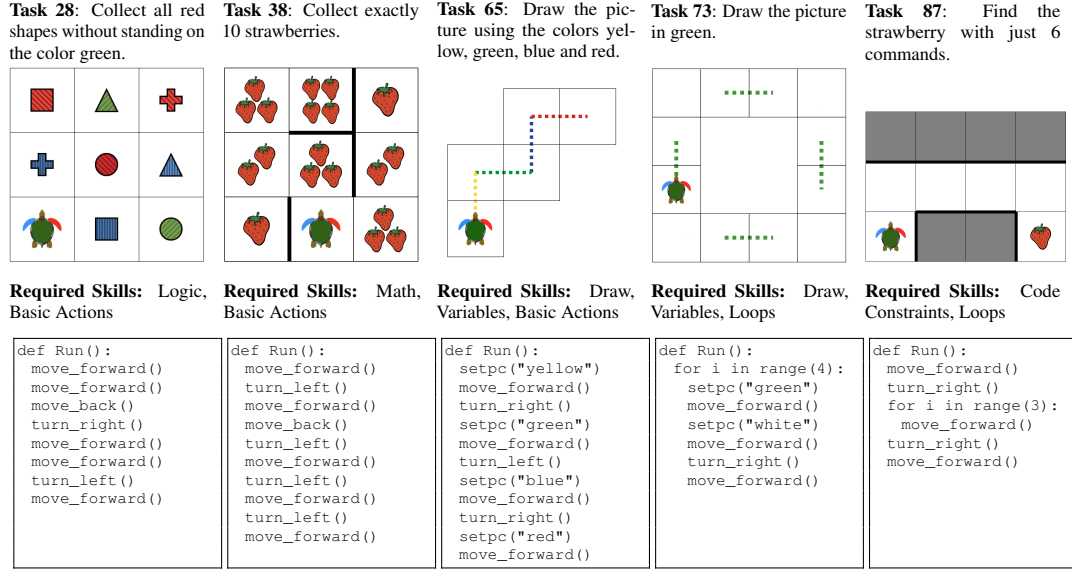 Task 28: Collect all red
shapes without standing on
the color green.
Required Skills: Logic,
Basic Actions
def Run():
  move_forward()
  move_forward()
  move_back()
  turn_right()
  move_forward()
  move_forward()
  turn_left()
  move_forward()
Task 38: Collect exactly
10 strawberries.
Required Skills: Math,
Basic Actions
def Run():
  move_forward()
  turn_left()
  move_forward()
  move_back()
  turn_left()
  move_forward()
  turn_left()
  move_forward()
  turn_left()
  move_forward()
Task 65: Draw the pic-
ture using the colors yel-
low, green, blue and red.
Required Skills: Draw,
Variables, Basic Actions
def Run():
  setpc("yellow")
  move_forward()
  turn_right()
  setpc("green")
  move_forward()
  turn_left()
  setpc("blue")
  move_forward()
  turn_right()
  setpc("red")
  move_forward()
Task 73: Draw the picture
in green.
Required Skills: Draw,
Variables, Loops
def Run():
  for i in range(4):
    setpc("green")
    move_forward()
    setpc("white")
    move_forward()
    turn_right()
    move_forward()
Task 87: Find the
strawberry with just 6
commands.
Required Skills: Code
Constraints, Loops
def Run():
  move_forward()
  turn_right()
  for i in range(3):
    move_forward()
  turn_right()
  move_forward()